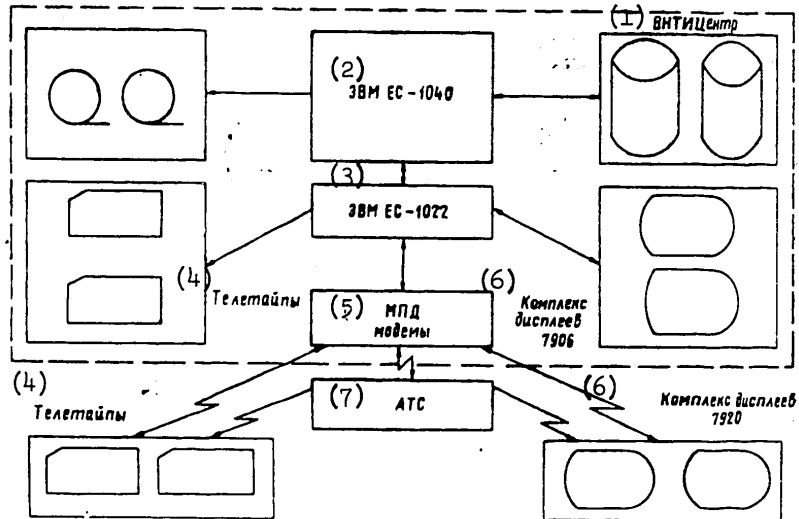 (1) ВНТИЦентр
(2)
ЭВМ ЕС-1040
(3)
ЭВМ ЕС-1022
(4)
Телетайпы
(5) МПД
модемы
(6)
Комплекс
дисплеев
7906
(4)
Телетайпы
(7) АТС
(6)
Комплекс дисплеев
7920